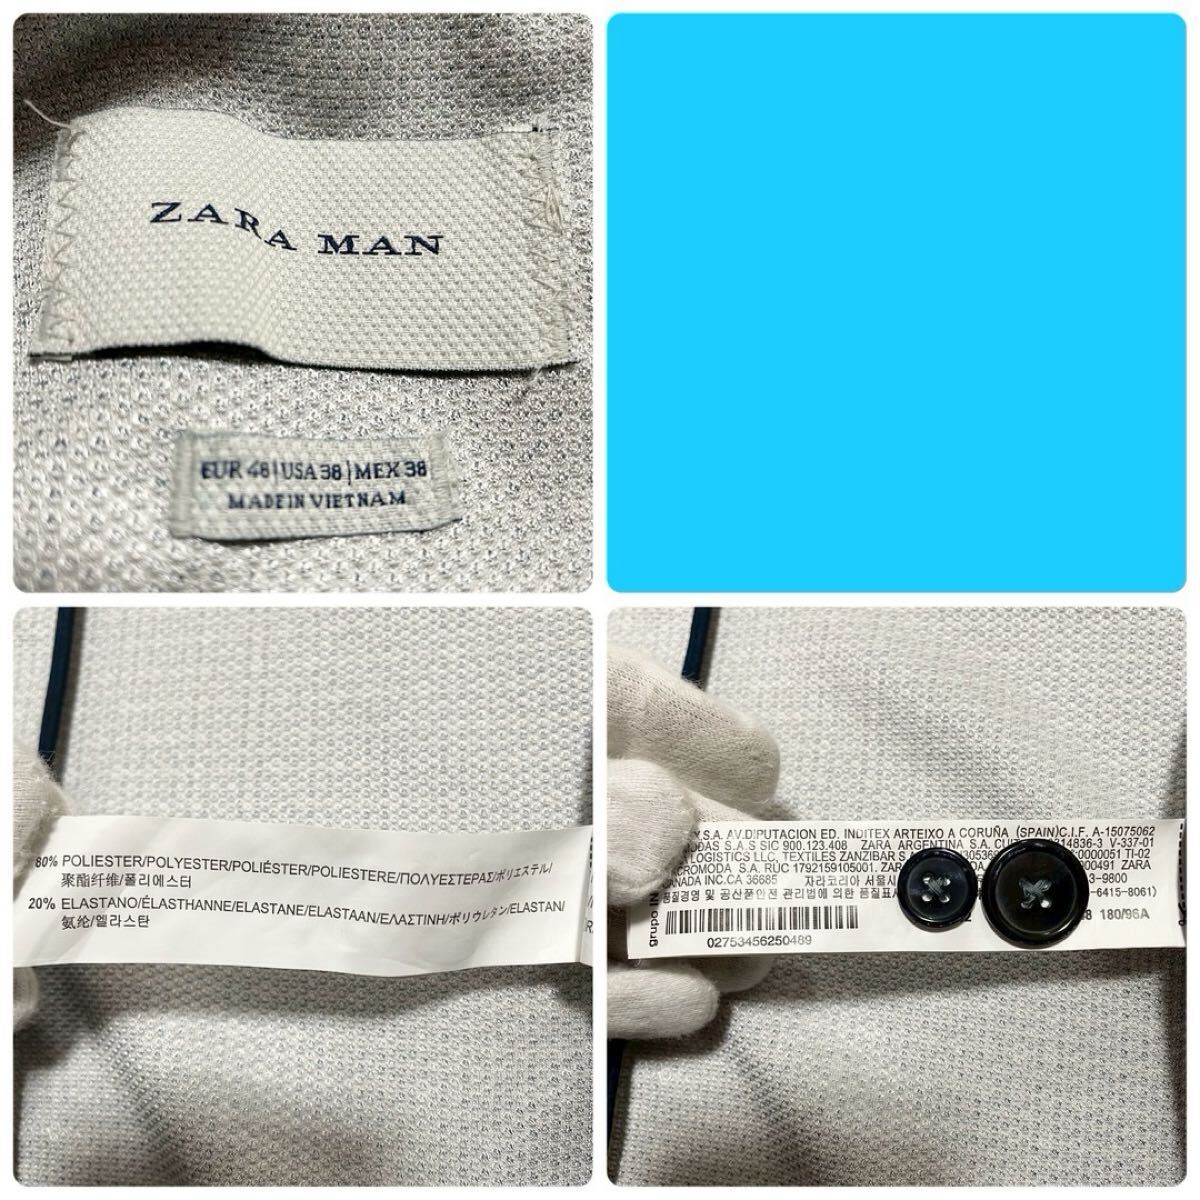 ZARA MAN
EUR 48 | USA 38 | MEX 38
MADE IN VIETNAM
80% POLIESTER/POLYESTER/POLIÉSTER/POLIESTERE/ΠΟΛΥΕΣΤΕΡΑΣ/ポリエステル/
聚酯纤维/폴리에스터
20% ELASTANO/ÉLASTHANNE/ELASTANE/ELASTAAN/ΕΛΑΣΤΙΝΗ/ポリウレタン/ELASTAN/
氨纶/엘라스탄
S.A. AV.DIPUTACION ED. INDITEX ARTEIXO A CORUÑA (SPAIN)C.I.F. A-15075062
S.A.S SIC 900.123.408 ZARA ARGENTINA S.A. 14836-3 V-337-01
LOGISTICS LLC, TEXTILES ZANZIBAR S. 0000051 TI-02
S.A. RUC 1792159105001. 00491 ZARA
CANADA INC.CA 36685 자라코리아 서울시 3-9800
품질경영 및 공산품안전 관리법에 의한 품질표 -6415-8061)
grupo IN
8 180/96A
02753456250489